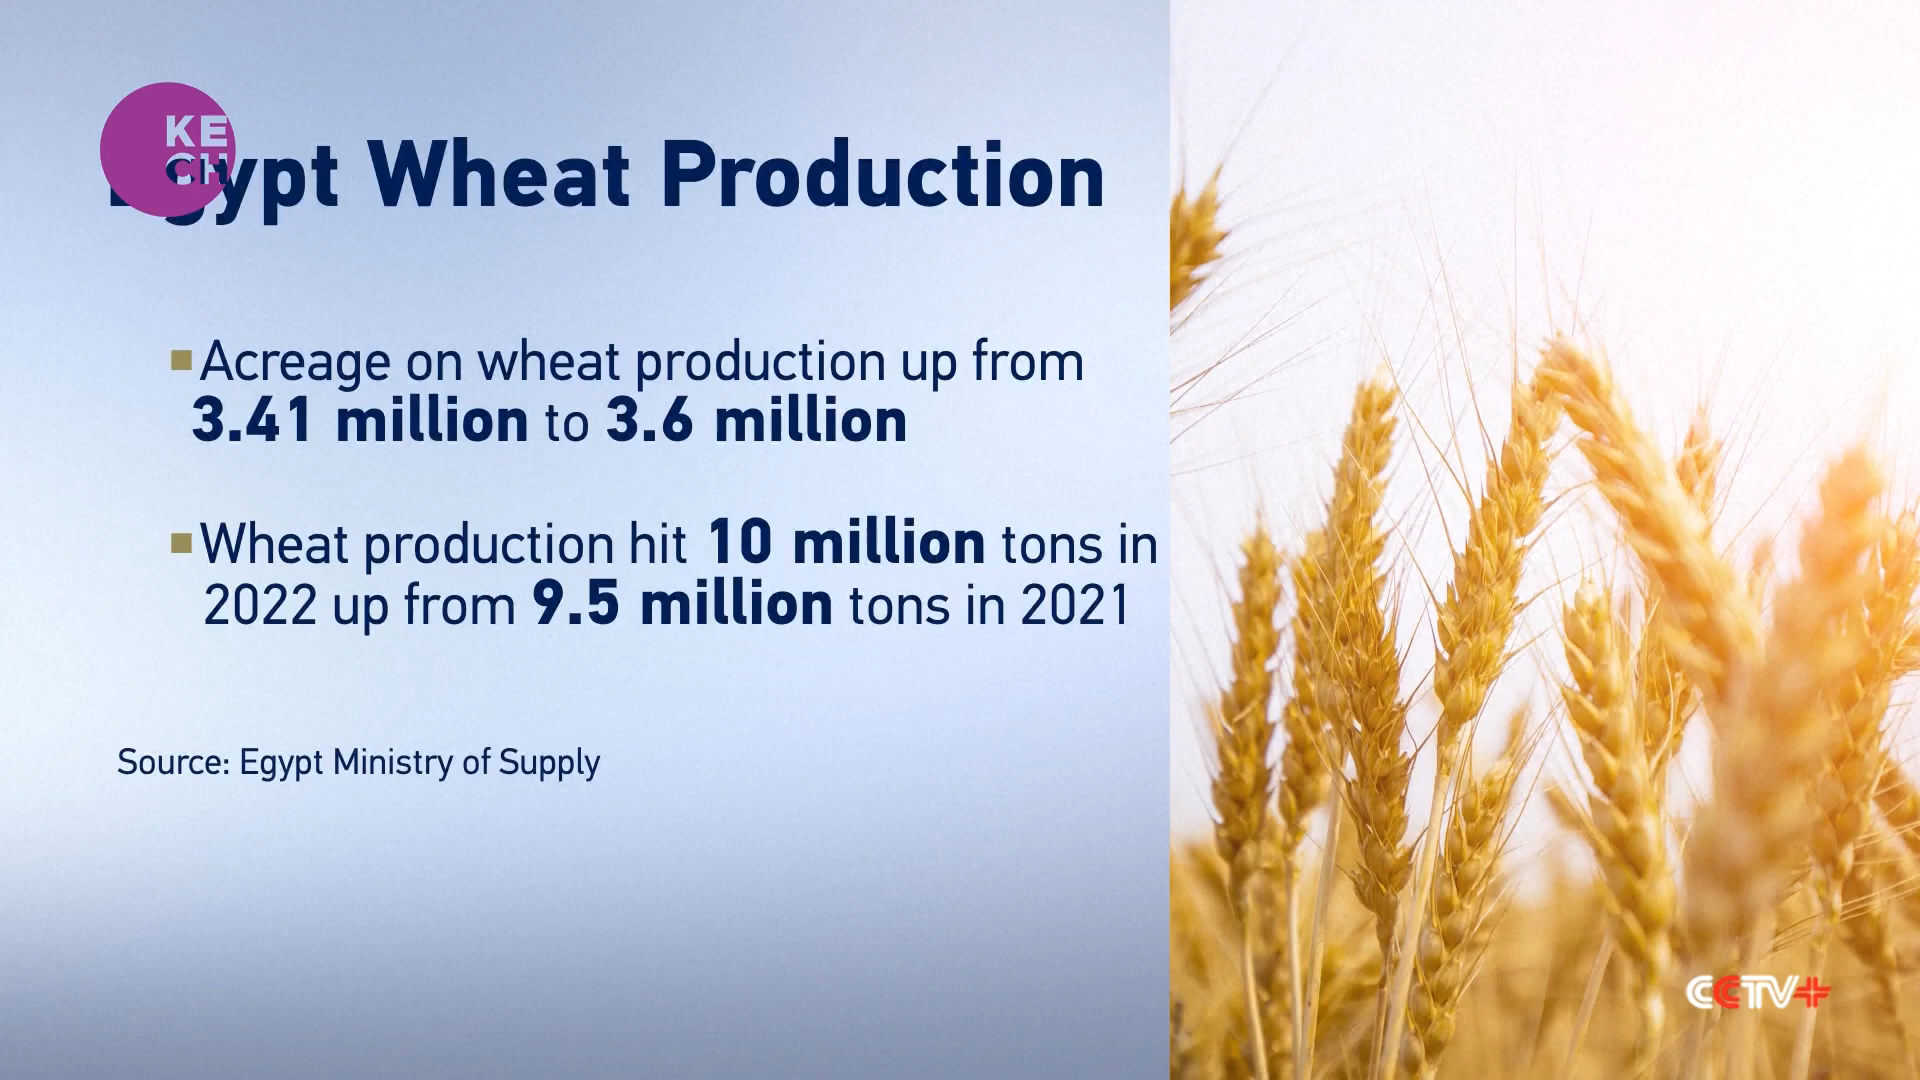 KE
CH
Egypt Wheat Production
Acreage on wheat production up from
3.41 million to 3.6 million
Wheat production hit 10 million tons in
2022 up from 9.5 million tons in 2021
Source: Egypt Ministry of Supply
CCTV+